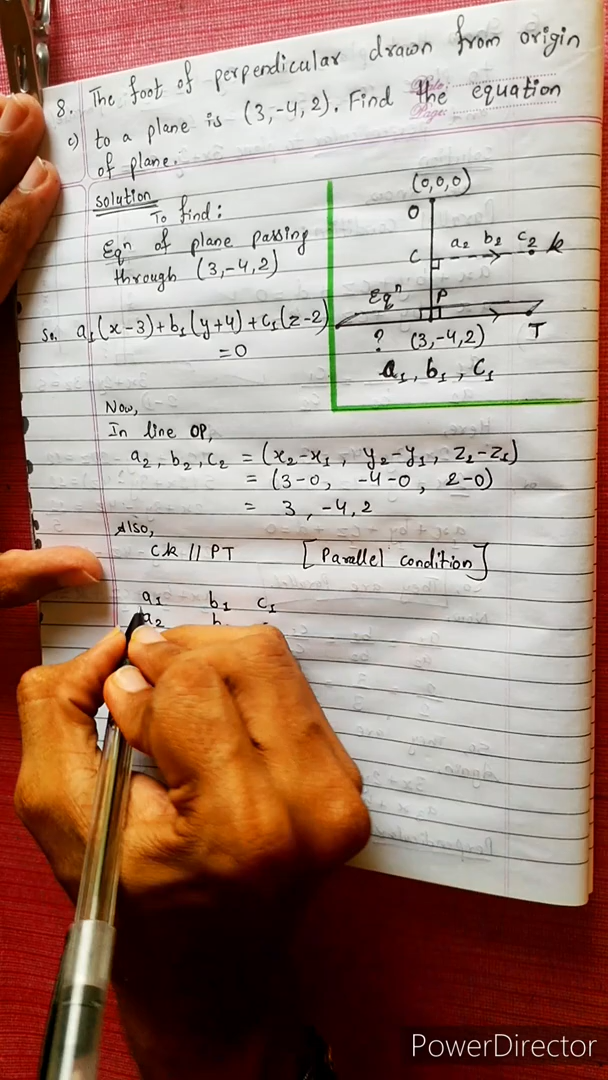 8. The foot of perpendicular drawn from origin
c) to a plane is (3,-4,2). Find the equation
of plane.
Date:
Page:
solution
To find:
Eqⁿ of plane passing
through (3,-4,2)
So, a₁(x-3)+b₁(y+4)+c₁(z-2)
=0
(0,0,0)
O
C a₂ b₂ c₂ k
Eqⁿ P
? (3,-4,2) T
a₁, b₁, c₁
Now,
In line OP,
a₂, b₂, c₂ = (x₂-x₁, y₂-y₁, z₂-z₁)
= (3-0, -4-0, 2-0)
= 3, -4, 2
Also,
Ck // PT [Parallel condition]
a₁ b₁ c₁
a₂ b
PowerDirector